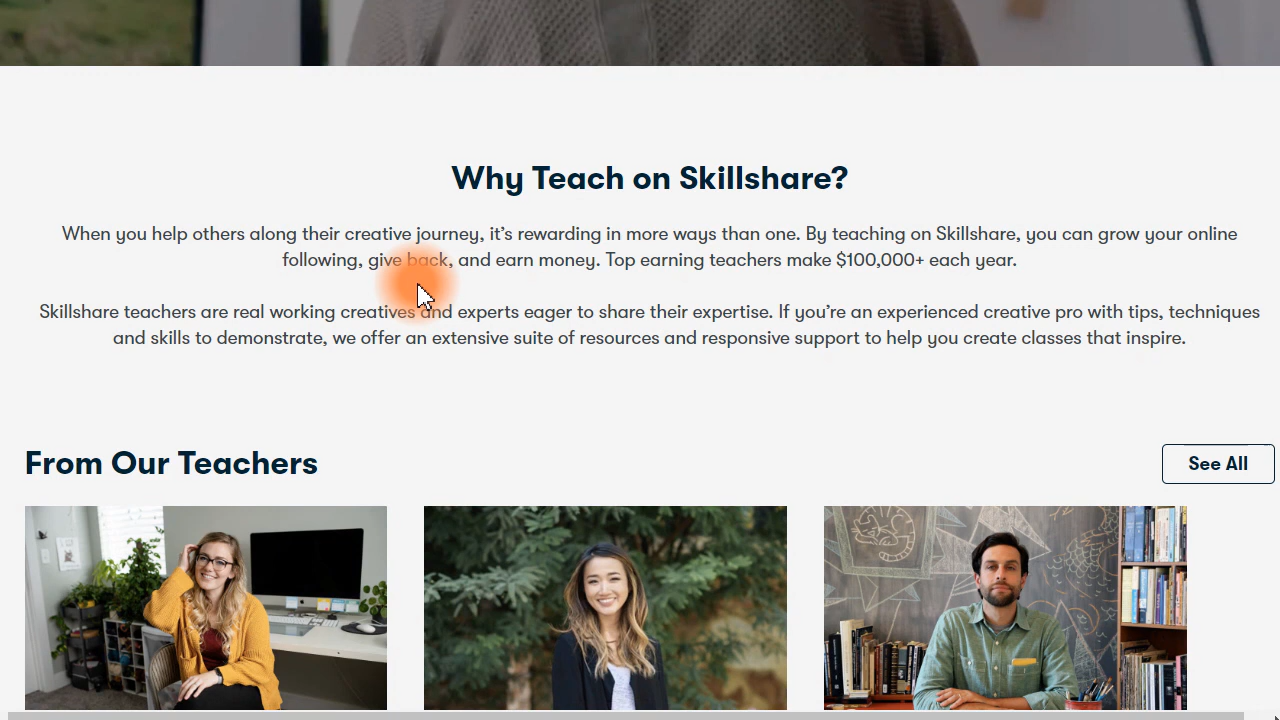 Why Teach on Skillshare?
When you help others along their creative journey, it’s rewarding in more ways than one. By teaching on Skillshare, you can grow your online
following, give back, and earn money. Top earning teachers make $100,000+ each year.
Skillshare teachers are real working creatives and experts eager to share their expertise. If you’re an experienced creative pro with tips, techniques
and skills to demonstrate, we offer an extensive suite of resources and responsive support to help you create classes that inspire.
From Our Teachers
See All